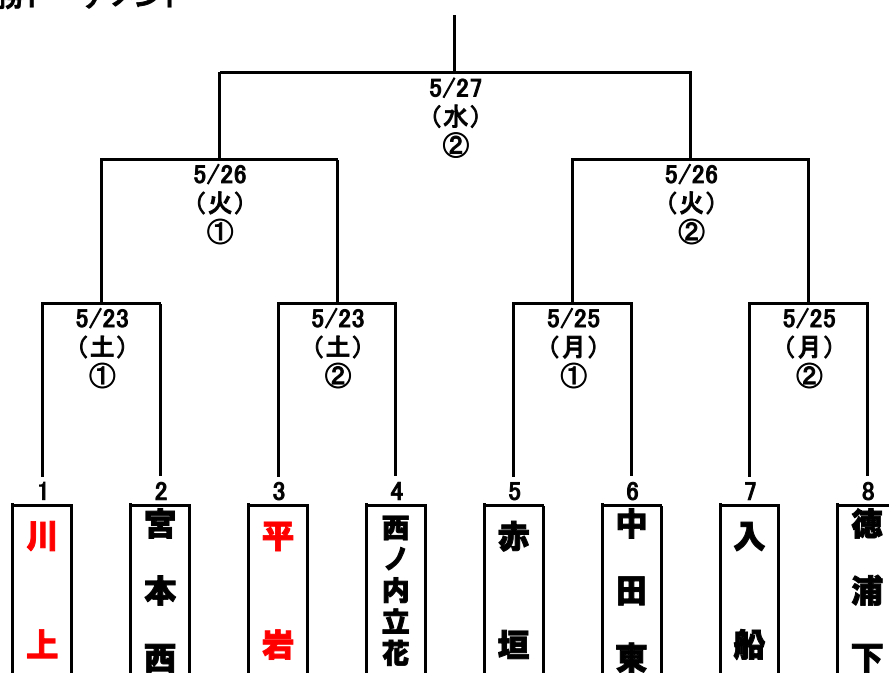 5/27
(水)
②
5/26
(火)
①
5/26
(火)
②
5/23
(土)
①
5/23
(土)
②
5/25
(月)
①
5/25
(月)
②
1
2
3
4
5
6
7
8
川上
宮本西
平岩
西ノ内立花
赤垣
中田東
入船
徳浦下